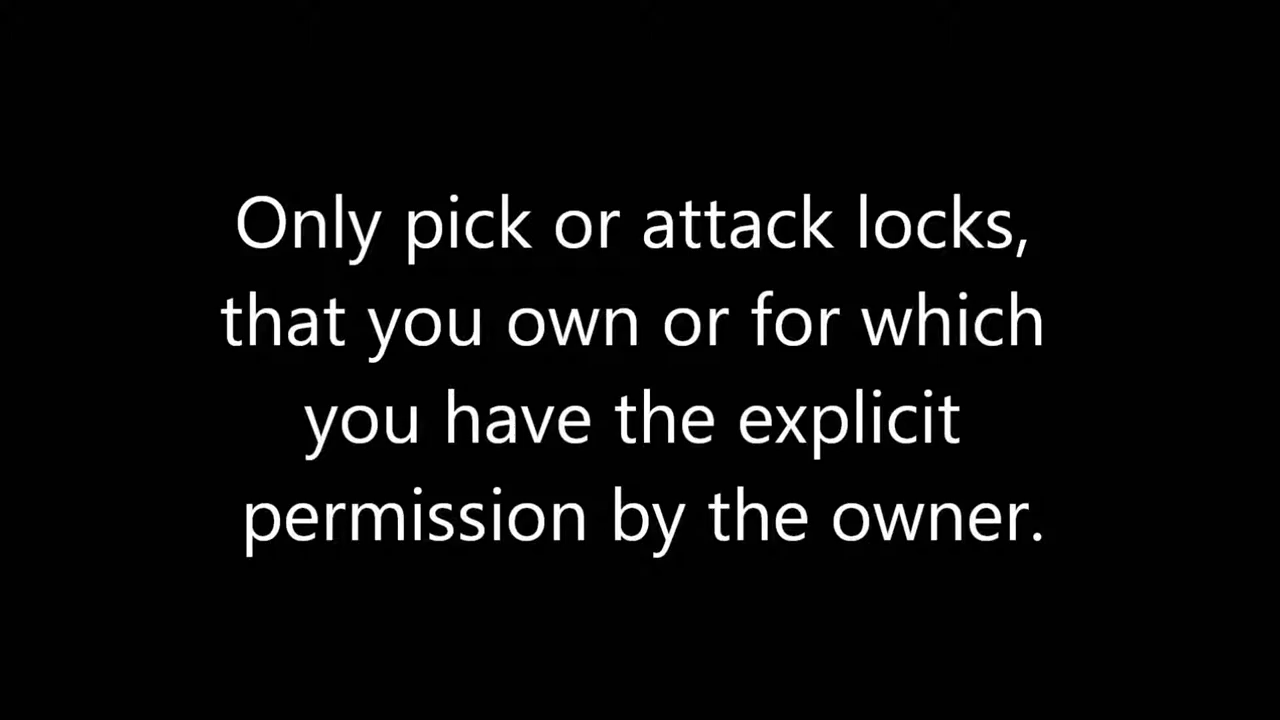 Only pick or attack locks,
that you own or for which
you have the explicit
permission by the owner.